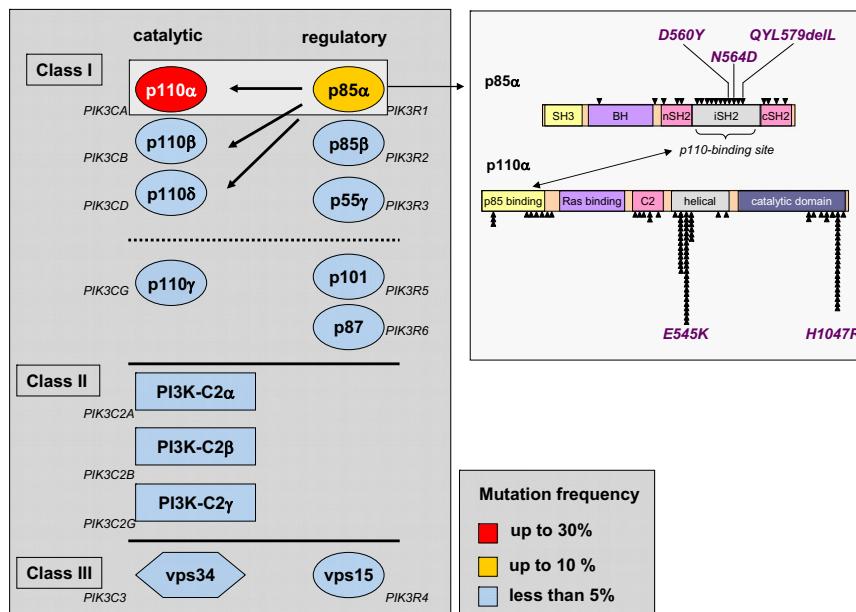 catalytic regulatory
Class I
p110α p85α
PIK3CA PIK3R1
p110β p85β
PIK3CB PIK3R2
p110δ p55γ
PIK3CD PIK3R3
p110γ p101
PIK3CG PIK3R5
p87
PIK3R6
Class II
PI3K-C2α
PIK3C2A
PI3K-C2β
PIK3C2B
PI3K-C2γ
PIK3C2G
Class III
vps34 vps15
PIK3C3 PIK3R4
D560Y QYL579delL
N564D
p85α
SH3 BH nSH2 iSH2 cSH2
p110-binding site
p110α
p85 binding Ras binding C2 helical catalytic domain
E545K H1047R
Mutation frequency
up to 30%
up to 10 %
less than 5%